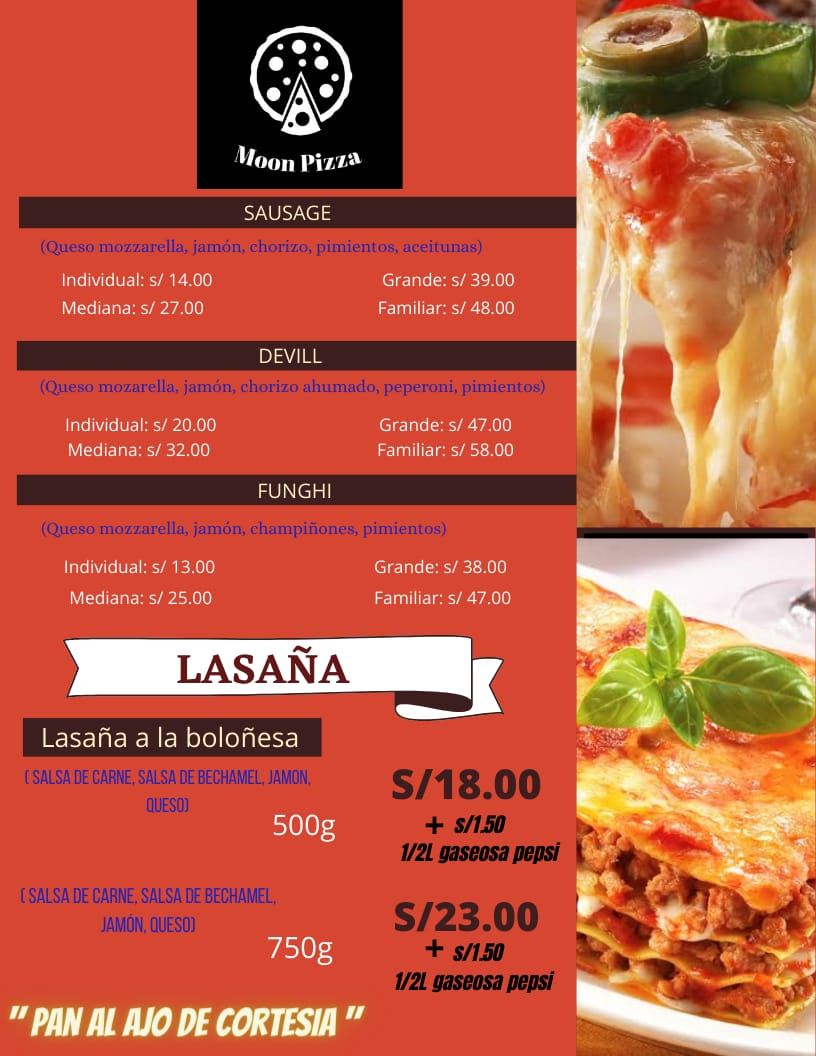 Moon Pizza
SAUSAGE
(Queso mozzarella, jamón, chorizo, pimientos, aceitunas)
Individual: s/ 14.00
Grande: s/ 39.00
Mediana: s/ 27.00
Familiar: s/ 48.00
DEVILL
(Queso mozarella, jamón, chorizo ahumado, peperoni, pimientos)
Individual: s/ 20.00
Grande: s/ 47.00
Mediana: s/ 32.00
Familiar: s/ 58.00
FUNGHI
(Queso mozzarella, jamón, champiñones, pimientos)
Individual: s/ 13.00
Grande: s/ 38.00
Mediana: s/ 25.00
Familiar: s/ 47.00
LASAÑA
Lasaña a la boloñesa
( SALSA DE CARNE, SALSA DE BECHAMEL, JAMON,
QUESO)
500g
S/18.00
+ s/1.50
1/2L gaseosa pepsi
( SALSA DE CARNE, SALSA DE BECHAMEL,
JAMÓN, QUESO)
750g
S/23.00
+ s/1.50
1/2L gaseosa pepsi
" PAN AL AJO DE CORTESIA "